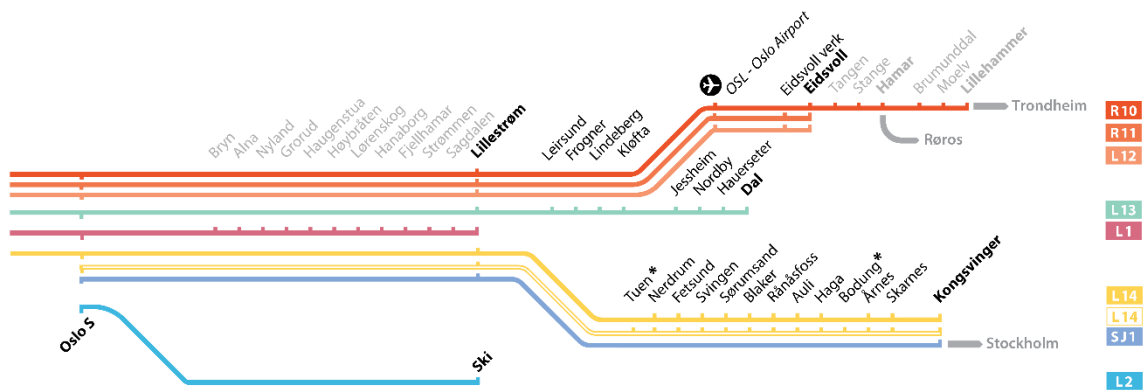 OSL - Oslo Airport
Eidsvoll verk
Eidsvoll
Tangen
Stange
Hamar
Brumunddal
Moelv
Lillehammer
Trondheim
R10
R11
Røros
L12
Bryn
Alna
Nyland
Grorud
Haugenstua
Høybråten
Lørenskog
Hanaborg
Fjellhamar
Strømmen
Sagdalen
Lillestrøm
Leirsund
Frogner
Lindeberg
Kløfta
Jessheim
Nordby
Hauerseter
Dal
L13
L1
Tuen *
Nerdrum
Fetsund
Svingen
Sørumsand
Blaker
Rånåsfoss
Auli
Haga
Bodung *
Årnes
Skarnes
Kongsvinger
L14
L14
SJ1
Stockholm
Oslo S
Ski
L2